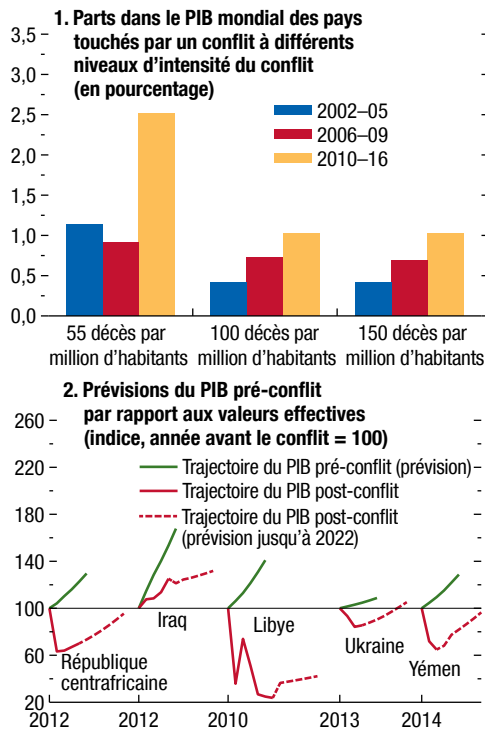 1. Parts dans le PIB mondial des pays
touchés par un conflit à différents
niveaux d'intensité du conflit
(en pourcentage)
3,5
3,0
2,5
2,0
1,5
1,0
0,5
0,0
2002–05
2006–09
2010–16
55 décès par
million d'habitants
100 décès par
million d'habitants
150 décès par
million d'habitants
2. Prévisions du PIB pré-conflit
par rapport aux valeurs effectives
(indice, année avant le conflit = 100)
260
220
180
140
100
60
20
Trajectoire du PIB pré-conflit (prévision)
Trajectoire du PIB post-conflit
Trajectoire du PIB post-conflit
(prévision jusqu'à 2022)
République
centrafricaine
Iraq
Libye
Ukraine
Yémen
2012
2012
2010
2013
2014